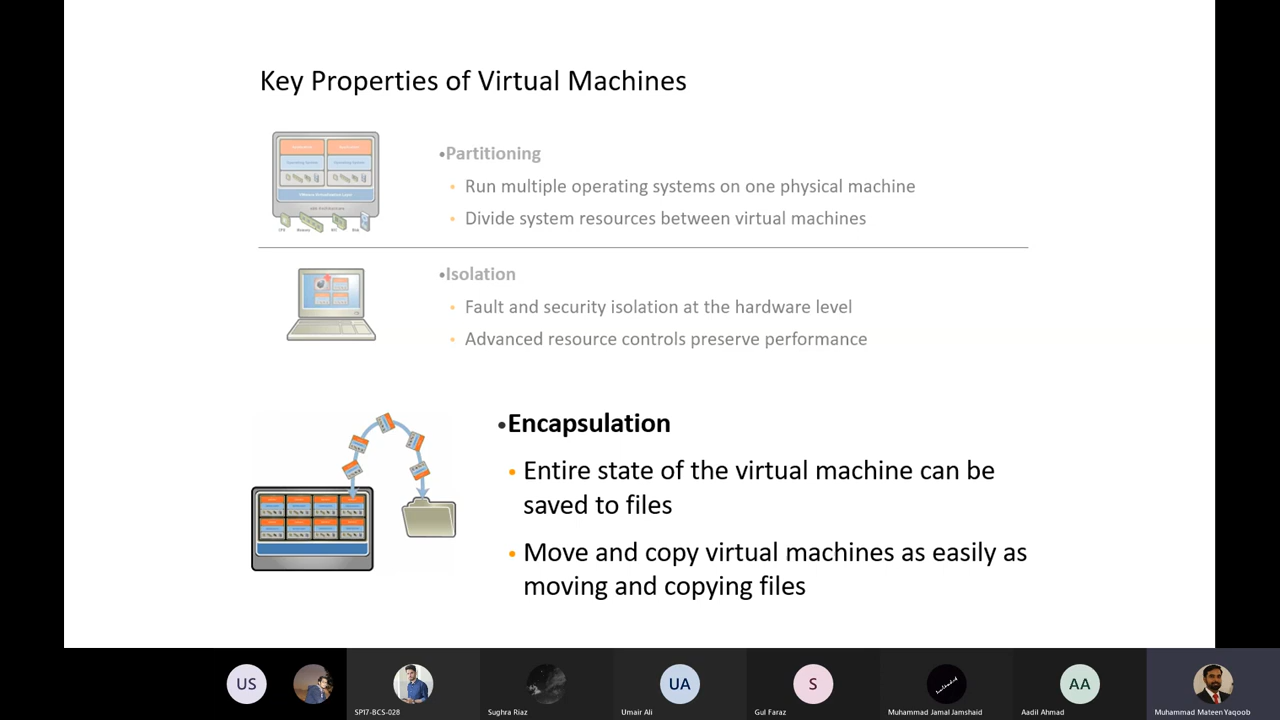 Key Properties of Virtual Machines
•Partitioning
• Run multiple operating systems on one physical machine
• Divide system resources between virtual machines
•Isolation
• Fault and security isolation at the hardware level
• Advanced resource controls preserve performance
•Encapsulation
• Entire state of the virtual machine can be
saved to files
• Move and copy virtual machines as easily as
moving and copying files
US
UA
S
AA
SP17-BCS-028
Sughra Riaz
Umair Ali
Gul Faraz
Muhammad Jamal Jamshaid
Aadil Ahmad
Muhammad Mateen Yaqoob